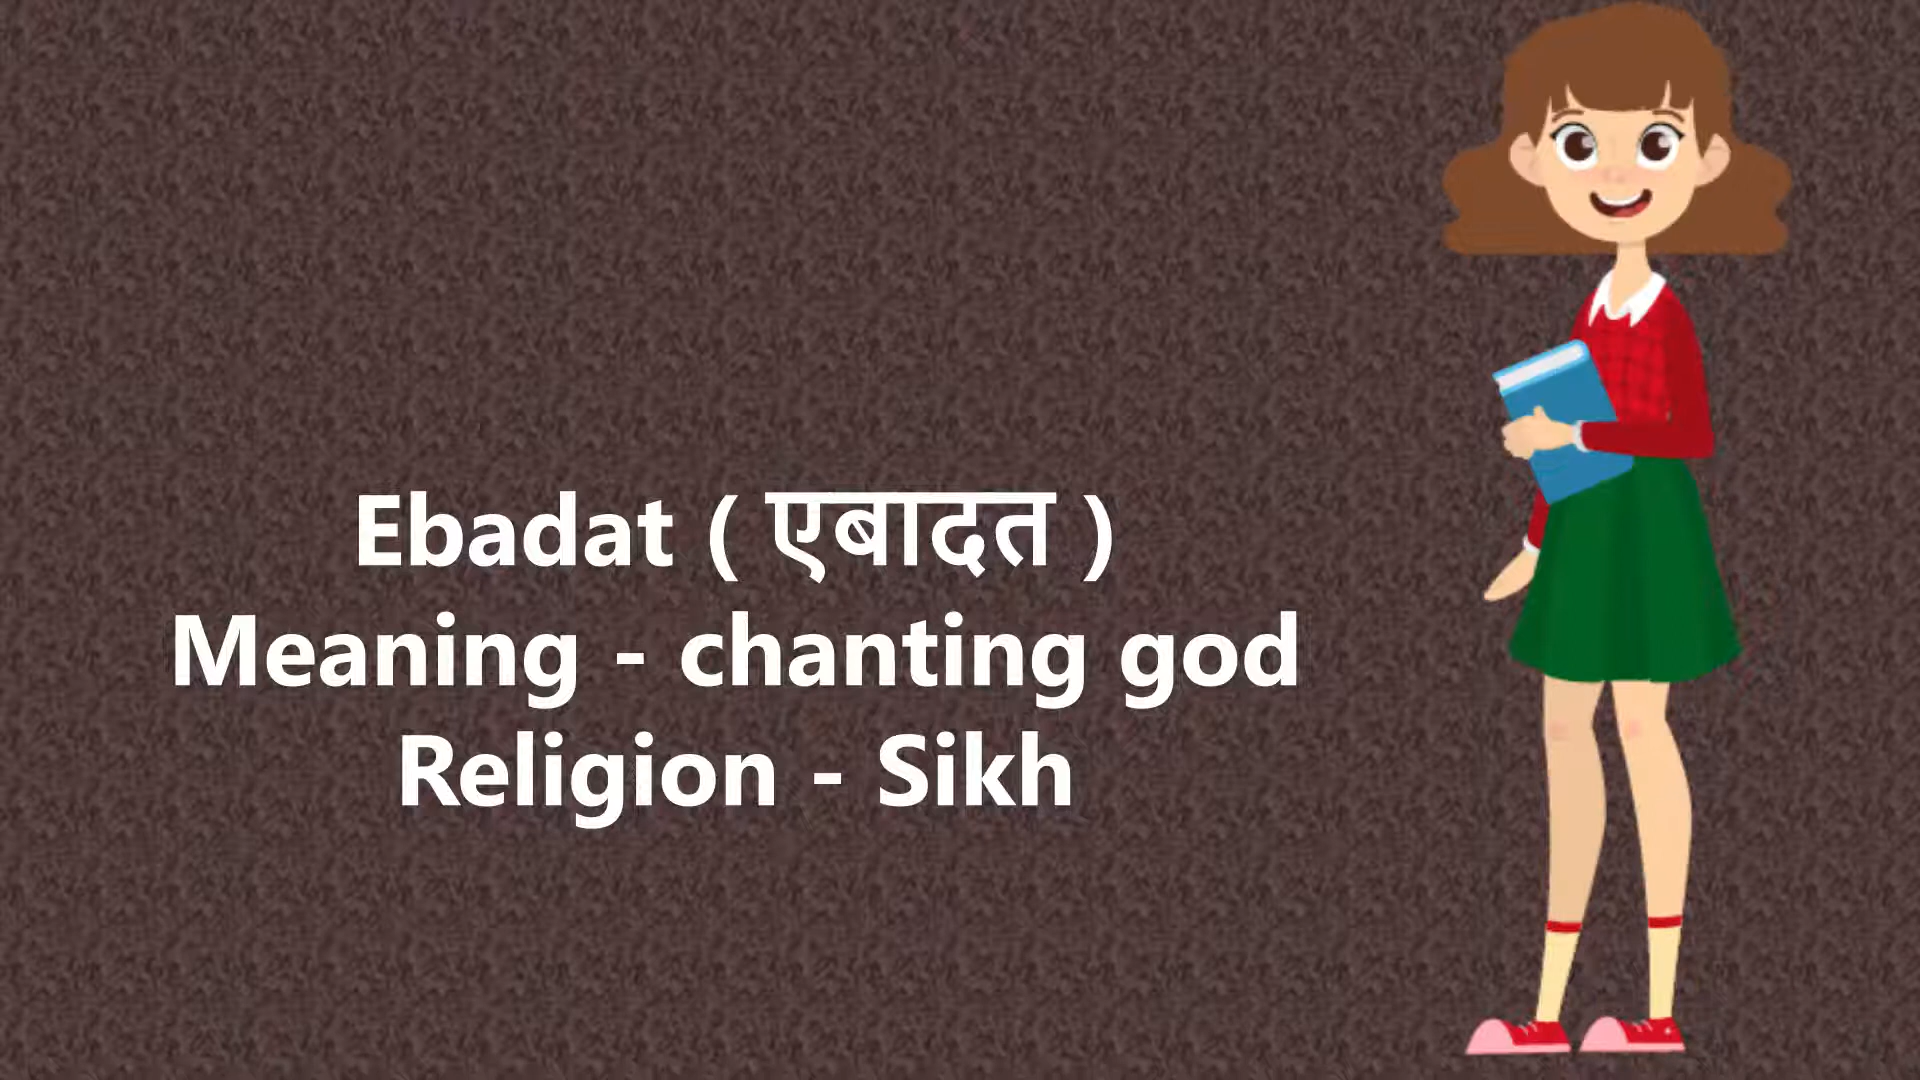 Ebadat ( एबादत )
Meaning - chanting god
Religion - Sikh